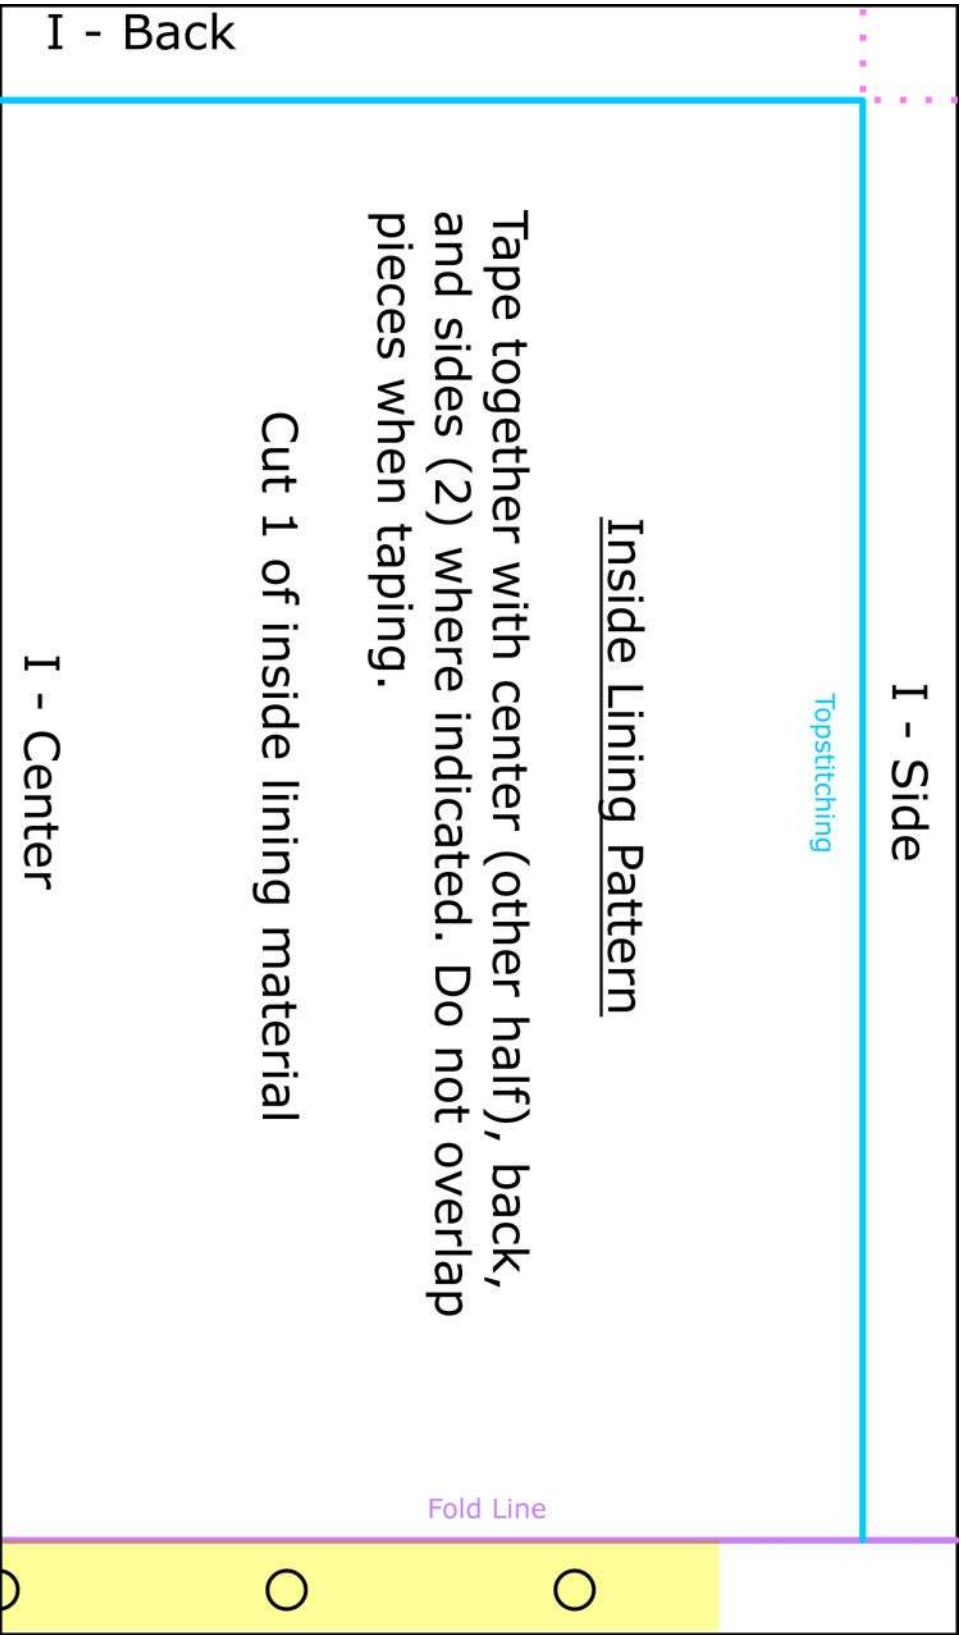 I - Back
I - Side
Topstitching
Inside Lining Pattern
Tape together with center (other half), back,
and sides (2) where indicated. Do not overlap
pieces when taping.
Cut 1 of inside lining material
I - Center
Fold Line